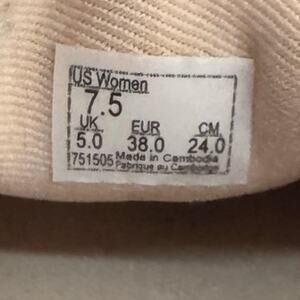 US Women
7.5
UK EUR CM
5.0 38.0 24.0
751505 Made in Cambodia
Fabriqué au Cambodge